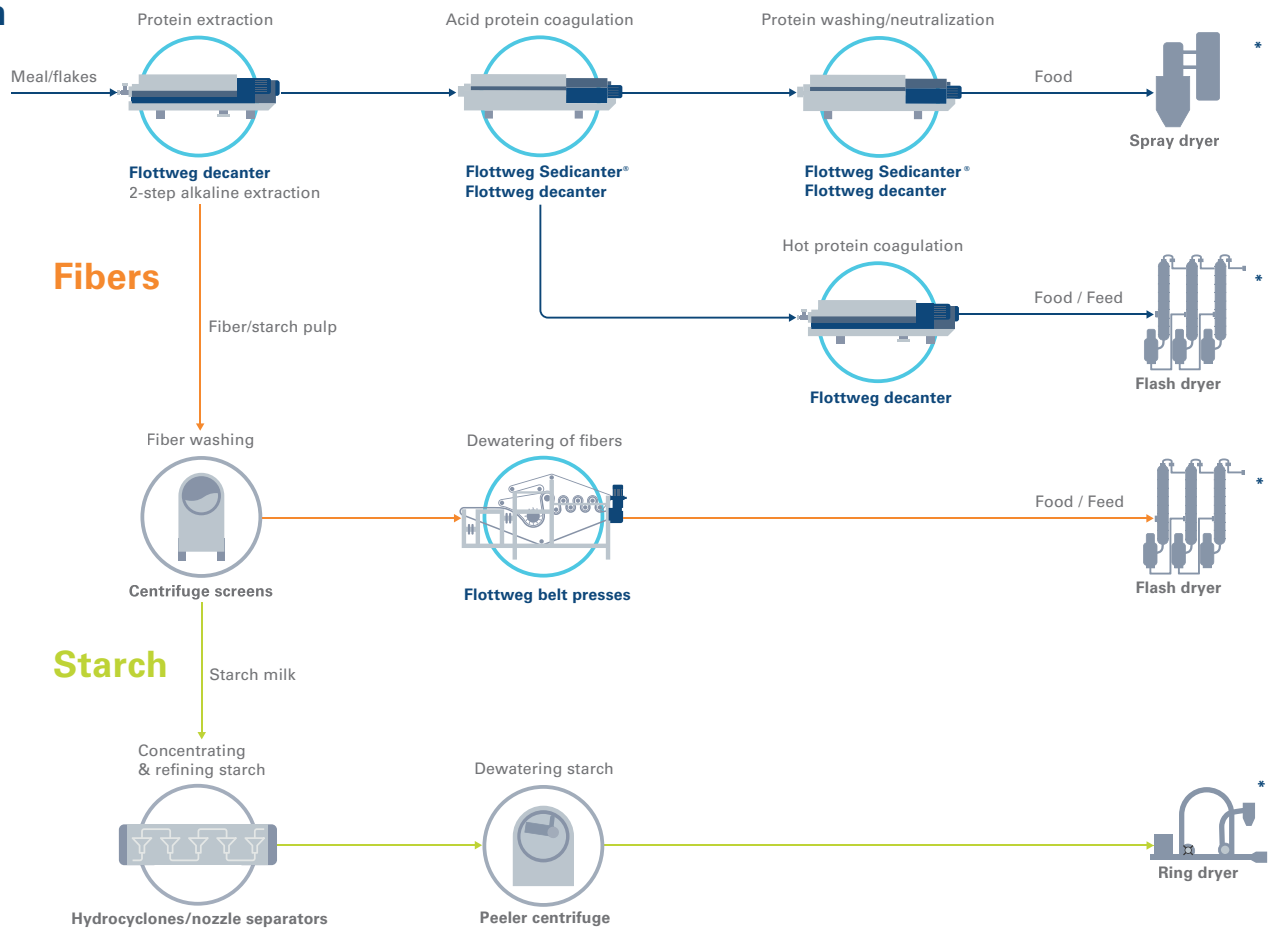 n
Protein extraction
Acid protein coagulation
Protein washing/neutralization
Meal/flakes
Food
*
Spray dryer
Flottweg decanter
2-step alkaline extraction
Flottweg Sedicanter®
Flottweg decanter
Flottweg Sedicanter®
Flottweg decanter
Hot protein coagulation
Fibers
Food / Feed
*
Fiber/starch pulp
Flash dryer
Flottweg decanter
Fiber washing
Dewatering of fibers
Food / Feed
*
Centrifuge screens
Flottweg belt presses
Flash dryer
Starch
Starch milk
Concentrating
& refining starch
Dewatering starch
*
Ring dryer
Hydrocyclones/nozzle separators
Peeler centrifuge